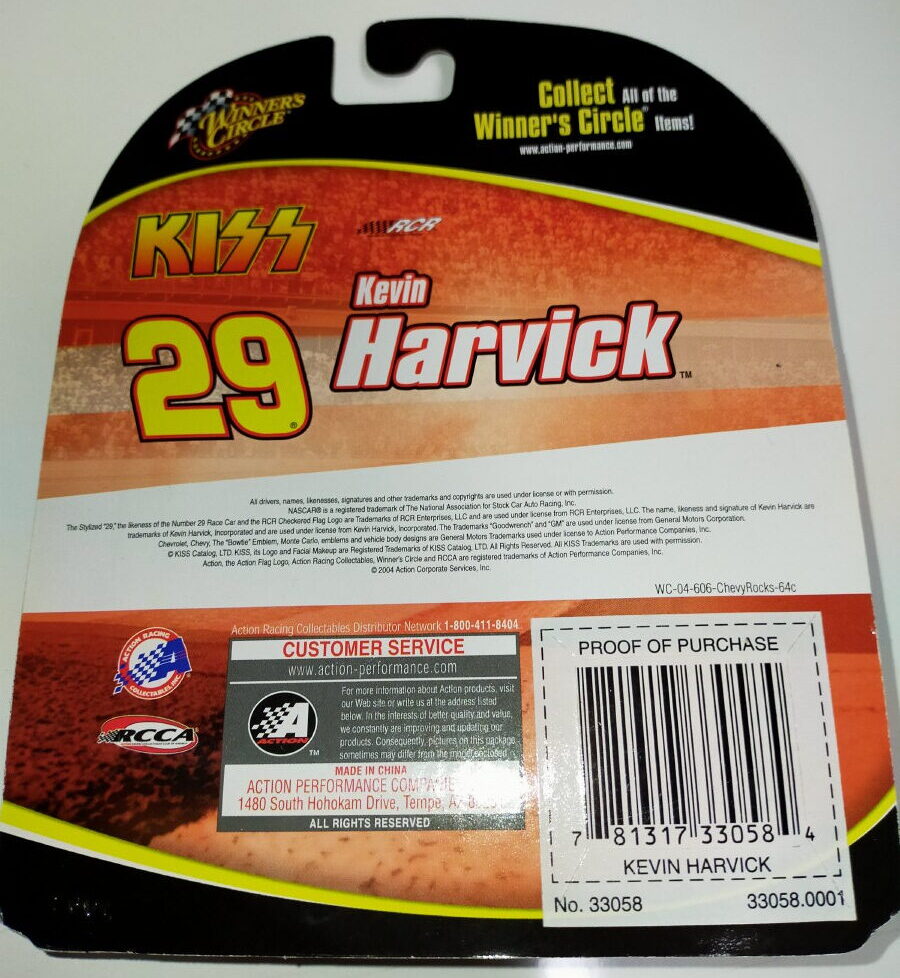 WINNER'S
CIRCLE
Collect All of the
Winner's Circle® Items!
www.action-performance.com
KISS
RCR
Kevin
29®
Harvick™
All drivers, names, likenesses, signatures and other trademarks and copyrights are used under license or with permission.
NASCAR® is a registered trademark of The National Association for Stock Car Auto Racing, Inc.
The Stylized "29," the likeness of the Number 29 Race Car and the RCR Checkered Flag Logo are Trademarks of RCR Enterprises, LLC and are used under license from RCR Enterprises, LLC. The name, likeness and signature of Kevin Harvick are
trademarks of Kevin Harvick, Incorporated and are used under license from Kevin Harvick, Incorporated. The Trademarks "Goodwrench" and "GM" are used under license from General Motors Corporation.
Chevrolet, Chevy, The "Bowtie" Emblem, Monte Carlo, emblems and vehicle body designs are General Motors Trademarks used under license to Action Performance Companies, Inc.
© KISS Catalog, LTD. KISS, its Logo and Facial Makeup are Registered Trademarks of KISS Catalog, LTD. All Rights Reserved. All KISS Trademarks are used with permission.
Action, the Action Flag Logo, Action Racing Collectables, Winner's Circle and RCCA are registered trademarks of Action Performance Companies, Inc.
© 2004 Action Corporate Services, Inc.
WC-04-606-ChevyRocks-64c
ACTION RACING
COLLECTABLES, INC.
RCCA
Action Racing Collectables Distributor Network 1-800-411-8404
CUSTOMER SERVICE
www.action-performance.com
A
ACTION
™
For more information about Action products, visit
our Web site or write us at the address listed
below. In the interests of better quality and value,
we constantly are improving and updating our
products. Consequently, pictures on this package
sometimes may differ from the model enclosed.
MADE IN CHINA
ACTION PERFORMANCE
1480 South Hohokam Drive, Tempe,
ALL RIGHTS RESERVED
PROOF OF PURCHASE
7 81317 33058 4
KEVIN HARVICK
No. 33058
33058.0001